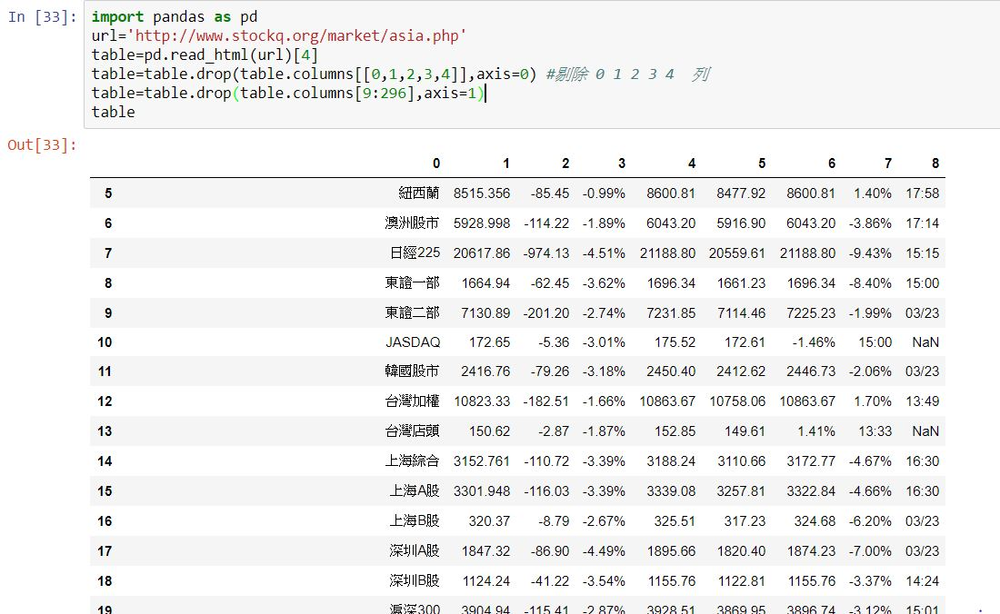 In [33]: import pandas as pd
url='http://www.stockq.org/market/asia.php'
table=pd.read_html(url)[4]
table=table.drop(table.columns[[0,1,2,3,4]],axis=0) #剔除 0 1 2 3 4 列
table=table.drop(table.columns[9:296],axis=1)
table
Out[33]:
0 1 2 3 4 5 6 7 8
5 紐西蘭 8515.356 -85.45 -0.99% 8600.81 8477.92 8600.81 1.40% 17:58
6 澳洲股市 5928.998 -114.22 -1.89% 6043.20 5916.90 6043.20 -3.86% 17:14
7 日經225 20617.86 -974.13 -4.51% 21188.80 20559.61 21188.80 -9.43% 15:15
8 東證一部 1664.94 -62.45 -3.62% 1696.34 1661.23 1696.34 -8.40% 15:00
9 東證二部 7130.89 -201.20 -2.74% 7231.85 7114.46 7225.23 -1.99% 03/23
10 JASDAQ 172.65 -5.36 -3.01% 175.52 172.61 -1.46% 15:00 NaN
11 韓國股市 2416.76 -79.26 -3.18% 2450.40 2412.62 2446.73 -2.06% 03/23
12 台灣加權 10823.33 -182.51 -1.66% 10863.67 10758.06 10863.67 1.70% 13:49
13 台灣店頭 150.62 -2.87 -1.87% 152.85 149.61 1.41% 13:33 NaN
14 上海綜合 3152.761 -110.72 -3.39% 3188.24 3110.66 3172.77 -4.67% 16:30
15 上海A股 3301.948 -116.03 -3.39% 3339.08 3257.81 3322.84 -4.66% 16:30
16 上海B股 320.37 -8.79 -2.67% 325.51 317.23 324.68 -6.20% 03/23
17 深圳A股 1847.32 -86.90 -4.49% 1895.66 1820.40 1874.23 -7.00% 03/23
18 深圳B股 1124.24 -41.22 -3.54% 1155.76 1122.81 1155.76 -3.37% 14:24
19 滬深300 3904.94 -115.41 -2.87% 3928.51 3869.95 3896.74 -3.12% 15:01